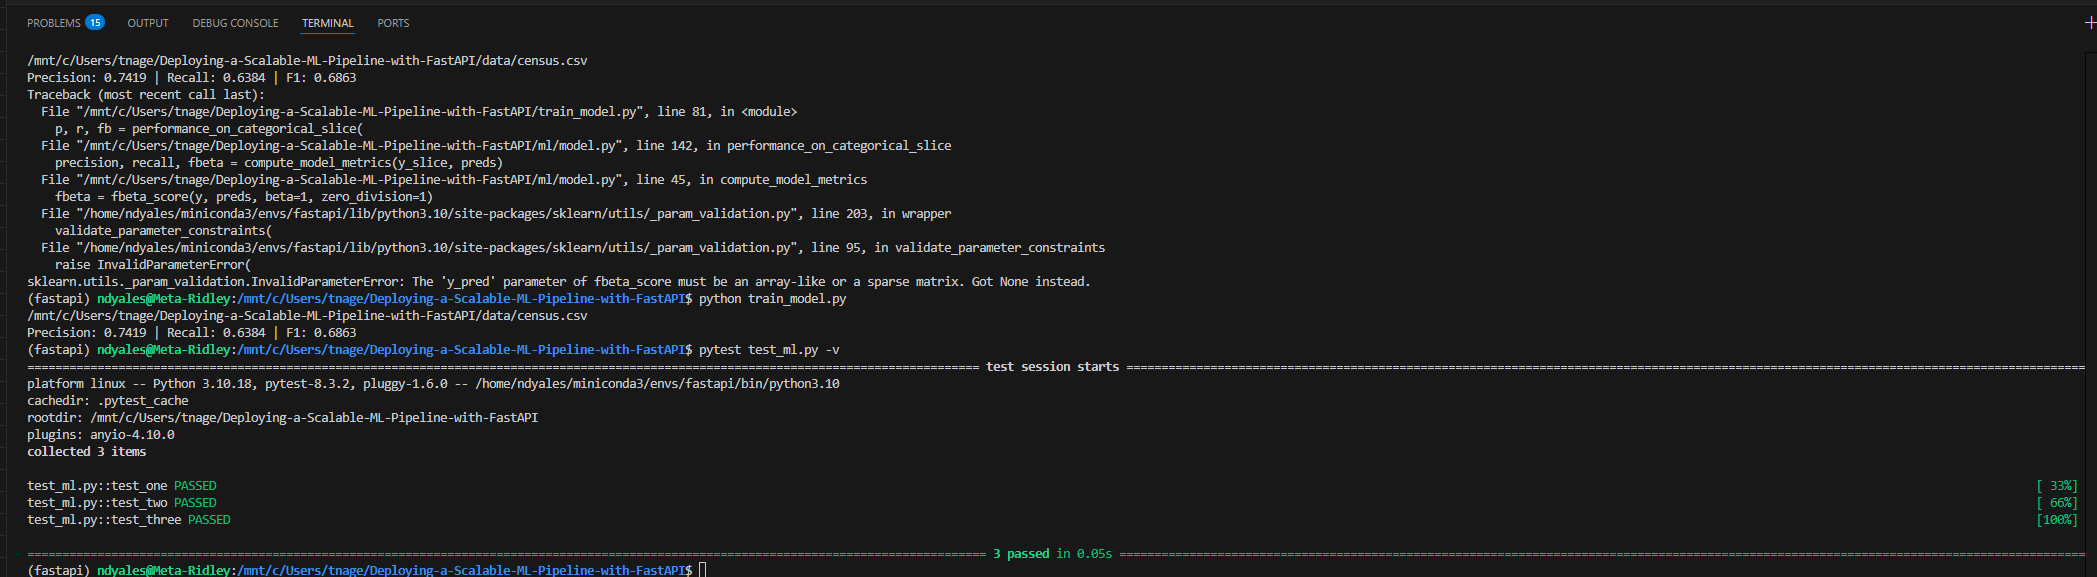 PROBLEMS 15 OUTPUT DEBUG CONSOLE TERMINAL PORTS
/mnt/c/Users/tnage/Deploying-a-Scalable-ML-Pipeline-with-FastAPI/data/census.csv
Precision: 0.7419 | Recall: 0.6384 | F1: 0.6863
Traceback (most recent call last):
  File "/mnt/c/Users/tnage/Deploying-a-Scalable-ML-Pipeline-with-FastAPI/train_model.py", line 81, in <module>
    p, r, fb = performance_on_categorical_slice(
  File "/mnt/c/Users/tnage/Deploying-a-Scalable-ML-Pipeline-with-FastAPI/ml/model.py", line 142, in performance_on_categorical_slice
    precision, recall, fbeta = compute_model_metrics(y_slice, preds)
  File "/mnt/c/Users/tnage/Deploying-a-Scalable-ML-Pipeline-with-FastAPI/ml/model.py", line 45, in compute_model_metrics
    fbeta = fbeta_score(y, preds, beta=1, zero_division=1)
  File "/home/ndyales/miniconda3/envs/fastapi/lib/python3.10/site-packages/sklearn/utils/_param_validation.py", line 203, in wrapper
    validate_parameter_constraints(
  File "/home/ndyales/miniconda3/envs/fastapi/lib/python3.10/site-packages/sklearn/utils/_param_validation.py", line 95, in validate_parameter_constraints
    raise InvalidParameterError(
sklearn.utils._param_validation.InvalidParameterError: The 'y_pred' parameter of fbeta_score must be an array-like or a sparse matrix. Got None instead.
(fastapi) ndyales@Meta-Ridley:/mnt/c/Users/tnage/Deploying-a-Scalable-ML-Pipeline-with-FastAPI$ python train_model.py
/mnt/c/Users/tnage/Deploying-a-Scalable-ML-Pipeline-with-FastAPI/data/census.csv
Precision: 0.7419 | Recall: 0.6384 | F1: 0.6863
(fastapi) ndyales@Meta-Ridley:/mnt/c/Users/tnage/Deploying-a-Scalable-ML-Pipeline-with-FastAPI$ pytest test_ml.py -v
test session starts
platform linux -- Python 3.10.18, pytest-8.3.2, pluggy-1.6.0 -- /home/ndyales/miniconda3/envs/fastapi/bin/python3.10
cachedir: .pytest_cache
rootdir: /mnt/c/Users/tnage/Deploying-a-Scalable-ML-Pipeline-with-FastAPI
plugins: anyio-4.10.0
collected 3 items
test_ml.py::test_one PASSED [ 33%]
test_ml.py::test_two PASSED [ 66%]
test_ml.py::test_three PASSED [100%]
3 passed in 0.05s
(fastapi) ndyales@Meta-Ridley:/mnt/c/Users/tnage/Deploying-a-Scalable-ML-Pipeline-with-FastAPI$